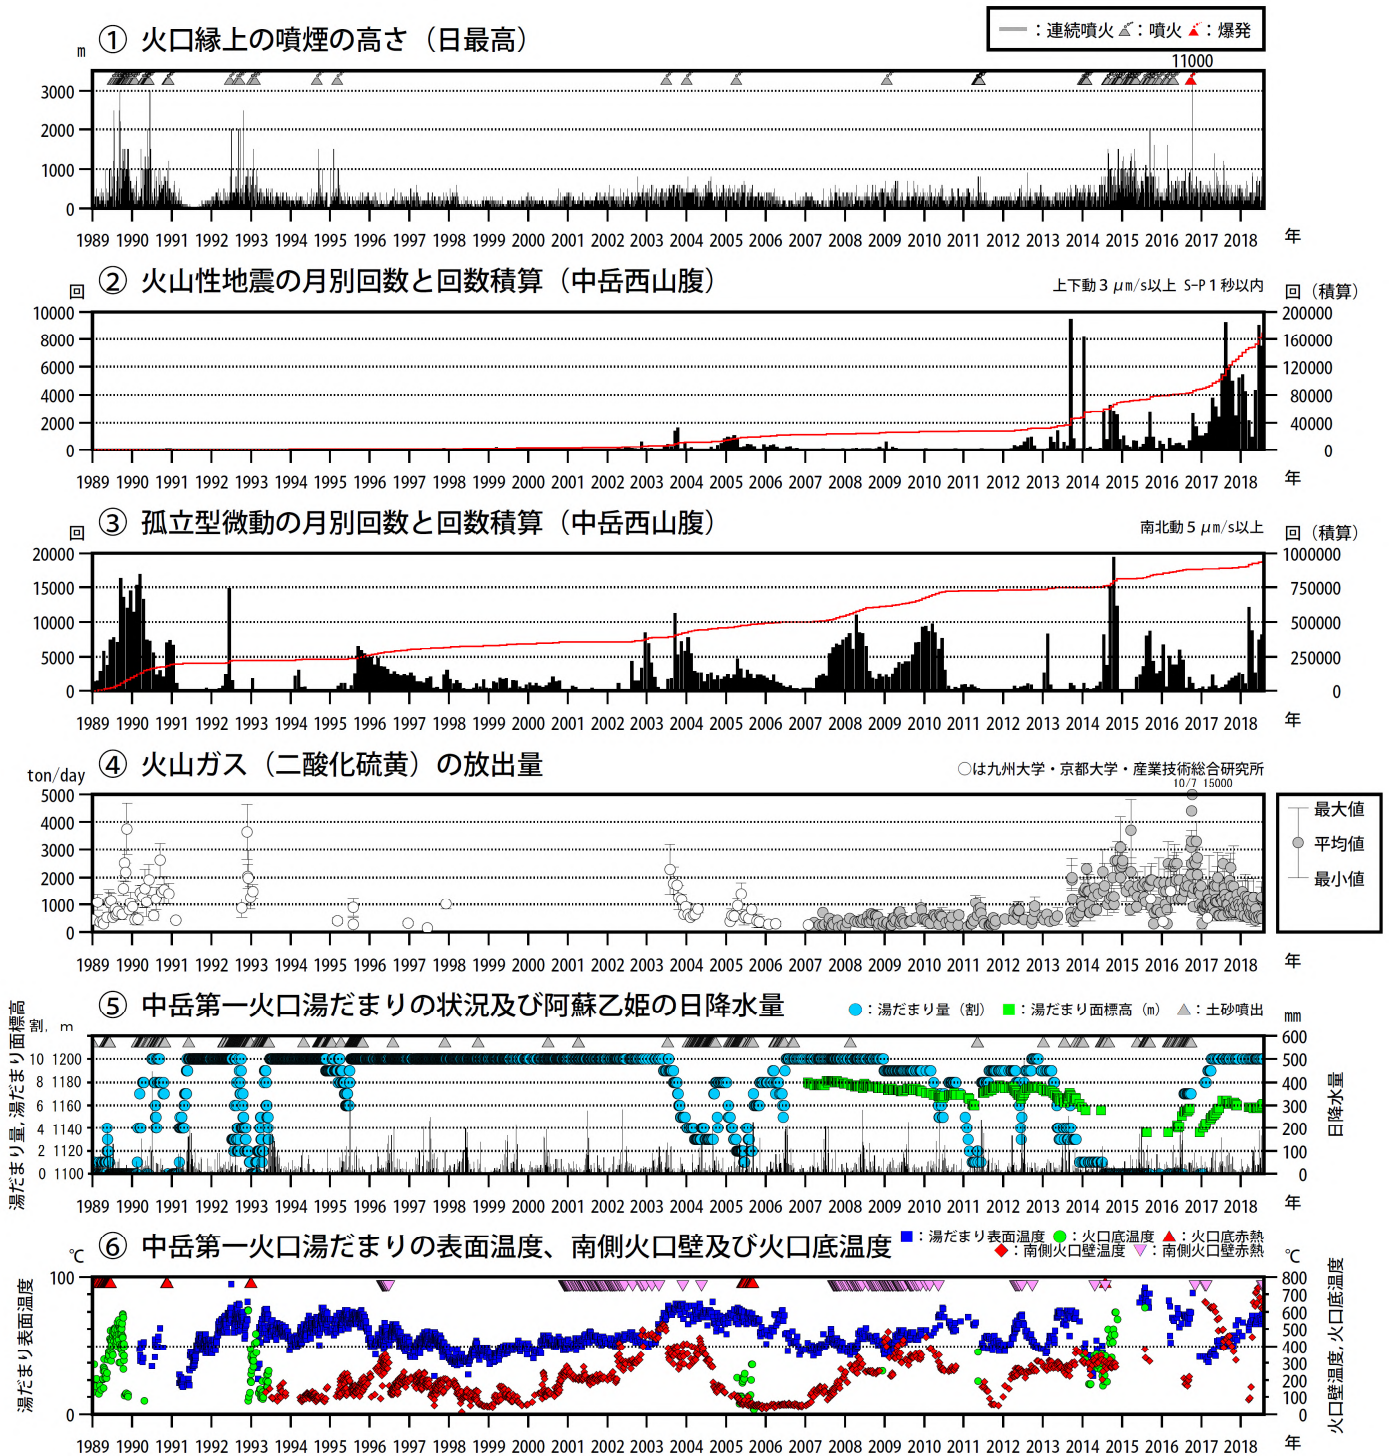 ① 火口縁上の噴煙の高さ（日最高）
：連続噴火 ：噴火 ：爆発
m
11000
3000
2000
1000
0
1989 1990 1991 1992 1993 1994 1995 1996 1997 1998 1999 2000 2001 2002 2003 2004 2005 2006 2007 2008 2009 2010 2011 2012 2013 2014 2015 2016 2017 2018 年
② 火山性地震の月別回数と回数積算（中岳西山腹）
回 上下動３μm/s以上 S-P１秒以内 回（積算）
10000 200000
8000 160000
6000 120000
4000 80000
2000 40000
0 0
1989 1990 1991 1992 1993 1994 1995 1996 1997 1998 1999 2000 2001 2002 2003 2004 2005 2006 2007 2008 2009 2010 2011 2012 2013 2014 2015 2016 2017 2018 年
③ 孤立型微動の月別回数と回数積算（中岳西山腹）
回 南北動５μm/s以上 回（積算）
20000 1000000
15000 750000
10000 500000
5000 250000
0 0
1989 1990 1991 1992 1993 1994 1995 1996 1997 1998 1999 2000 2001 2002 2003 2004 2005 2006 2007 2008 2009 2010 2011 2012 2013 2014 2015 2016 2017 2018 年
④ 火山ガス（二酸化硫黄）の放出量
ton/day ○は九州大学・京都大学・産業技術総合研究所
10/7 15000
5000
4000
3000
2000
1000
0
最大値
平均値
最小値
1989 1990 1991 1992 1993 1994 1995 1996 1997 1998 1999 2000 2001 2002 2003 2004 2005 2006 2007 2008 2009 2010 2011 2012 2013 2014 2015 2016 2017 2018 年
⑤ 中岳第一火口湯だまりの状況及び阿蘇乙姫の日降水量
：湯だまり量（割） ：湯だまり面標高（m） ：土砂噴出
割, m mm
湯だまり量,湯だまり面標高
日降水量
600
10 1200 500
8 1180 400
6 1160 300
4 1140 200
2 1120 100
0 1100 0
1989 1990 1991 1992 1993 1994 1995 1996 1997 1998 1999 2000 2001 2002 2003 2004 2005 2006 2007 2008 2009 2010 2011 2012 2013 2014 2015 2016 2017 2018 年
⑥ 中岳第一火口湯だまりの表面温度、南側火口壁及び火口底温度
：湯だまり表面温度 ：火口底温度 ：火口底赤熱
：南側火口壁温度 ：南側火口壁赤熱
℃ ℃
湯だまり表面温度
火口壁温度,火口底温度
100 800
700
600
500
400
300
200
100
0 0
1989 1990 1991 1992 1993 1994 1995 1996 1997 1998 1999 2000 2001 2002 2003 2004 2005 2006 2007 2008 2009 2010 2011 2012 2013 2014 2015 2016 2017 2018 年